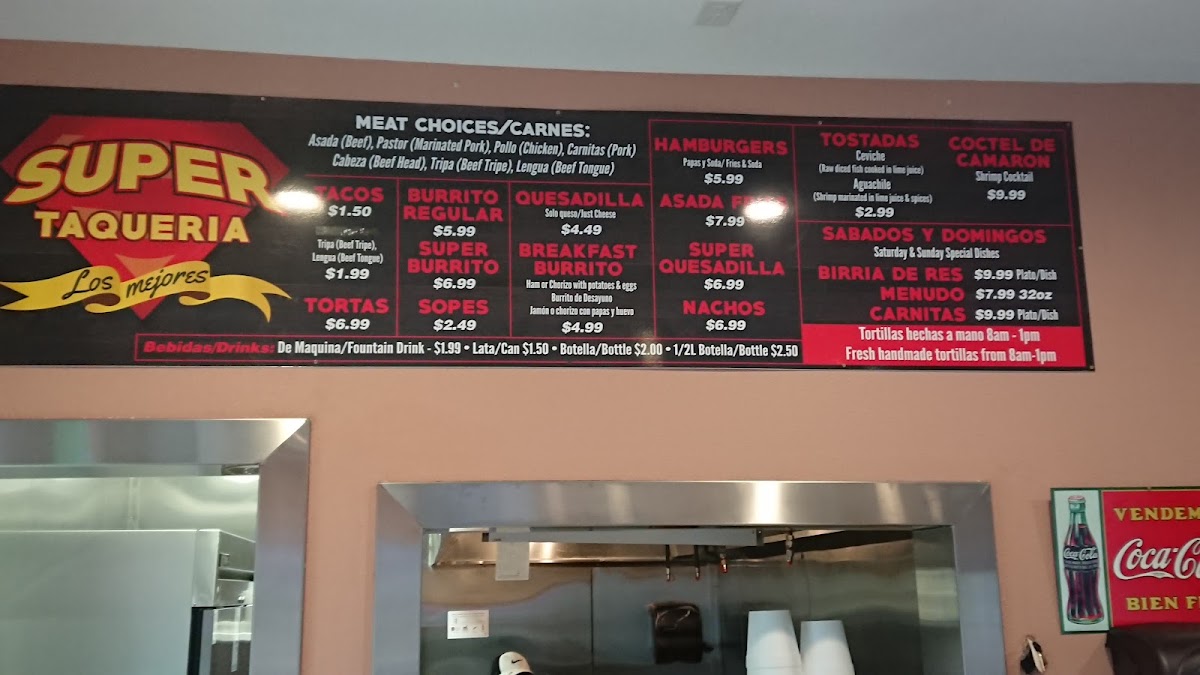 SUPER
TAQUERIA
Los mejores
MEAT CHOICES/CARNES:
Asada (Beef), Pastor (Marinated Pork), Pollo (Chicken), Carnitas (Pork)
Cabeza (Beef Head), Tripa (Beef Tripe), Lengua (Beef Tongue)
TACOS
$1.50
Tripa (Beef Tripe),
Lengua (Beef Tongue)
$1.99
TORTAS
$6.99
BURRITO
REGULAR
$5.99
SUPER
BURRITO
$6.99
SOPES
$2.49
QUESADILLA
Solo queso/Just Cheese
$4.49
BREAKFAST
BURRITO
Ham or Chorizo with potatoes & eggs
Burrito de Desayuno
Jamón o chorizo con papas y huevo
$4.99
HAMBURGERS
Papas y Soda/ Fries & Soda
$5.99
ASADA
$7.99
SUPER
QUESADILLA
$6.99
NACHOS
$6.99
TOSTADAS
Ceviche
(Raw diced fish cooked in lime juice)
Aguachile
(Shrimp marinated in lime juice & spices)
$2.99
COCTEL DE
CAMARON
Shrimp Cocktail
$9.99
SABADOS Y DOMINGOS
Saturday & Sunday Special Dishes
BIRRIA DE RES $9.99 Plato/Dish
MENUDO $7.99 32oz
CARNITAS $9.99 Plato/Dish
Tortillas hechas a mano 8am - 1pm
Fresh handmade tortillas from 8am-1pm
Bebidas/Drinks: De Maquina/Fountain Drink - $1.99 • Lata/Can $1.50 • Botella/Bottle $2.00 • 1/2L Botella/Bottle $2.50
VENDEM
Coca-Cola
Coca-C
BIEN F